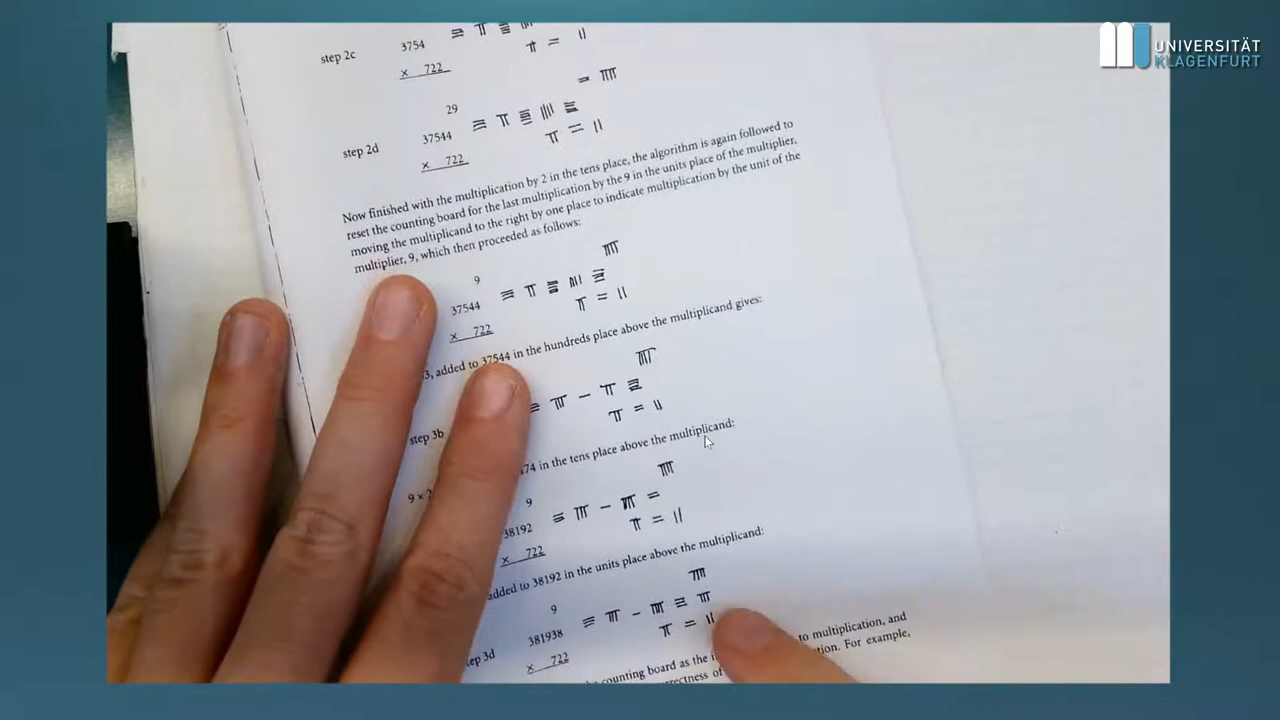 UNIVERSITÄT
KLAGENFURT
step 2c
3754
x 722
29
step 2d
37544
x 722
Now finished with the multiplication by 2 in the tens place, the algorithm is again followed to
reset the counting board for the last multiplication by the 9 in the units place of the multiplier,
moving the multiplicand to the right by one place to indicate multiplication by the unit of the
multiplier, 9, which then proceeded as follows:
9
37544
x 722
3, added to 37544 in the hundreds place above the multiplicand gives:
step 3b
74 in the tens place above the multiplicand:
9 × 2
9
38192
x 722
added to 38192 in the units place above the multiplicand:
9
381938
step 3d
x 722
to multiplication, and
counting board as the
For example,